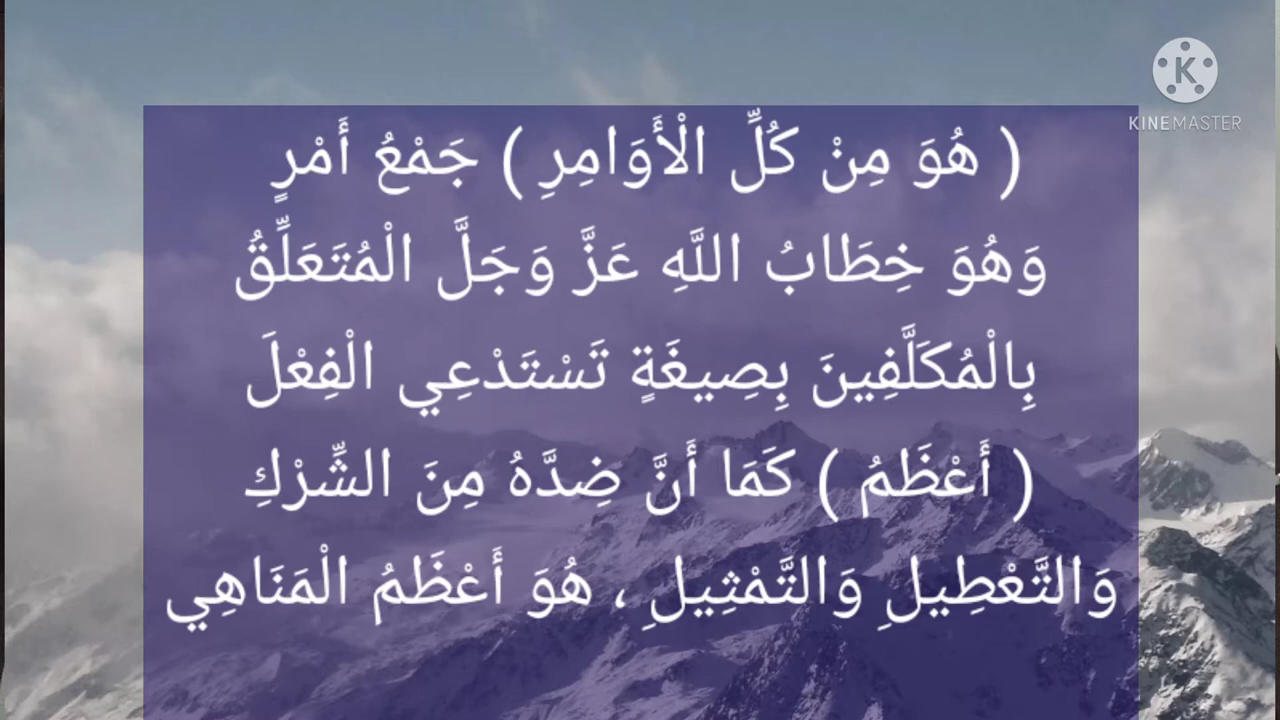 KINEMASTER
( هُوَ مِنْ كُلِّ الْأَوَامِرِ ) جَمْعُ أَمْرٍ
وَهُوَ خِطَابُ اللَّهِ عَزَّ وَجَلَّ الْمُتَعَلِّقُ
بِالْمُكَلَّفِينَ بِصِيغَةٍ تَسْتَدْعِي الْفِعْلَ
( أَعْظَمُ ) كَمَا أَنَّ ضِدَّهُ مِنَ الشِّرْكِ
وَالتَّعْطِيلِ وَالتَّمْثِيلِ ، هُوَ أَعْظَمُ الْمَنَاهِي